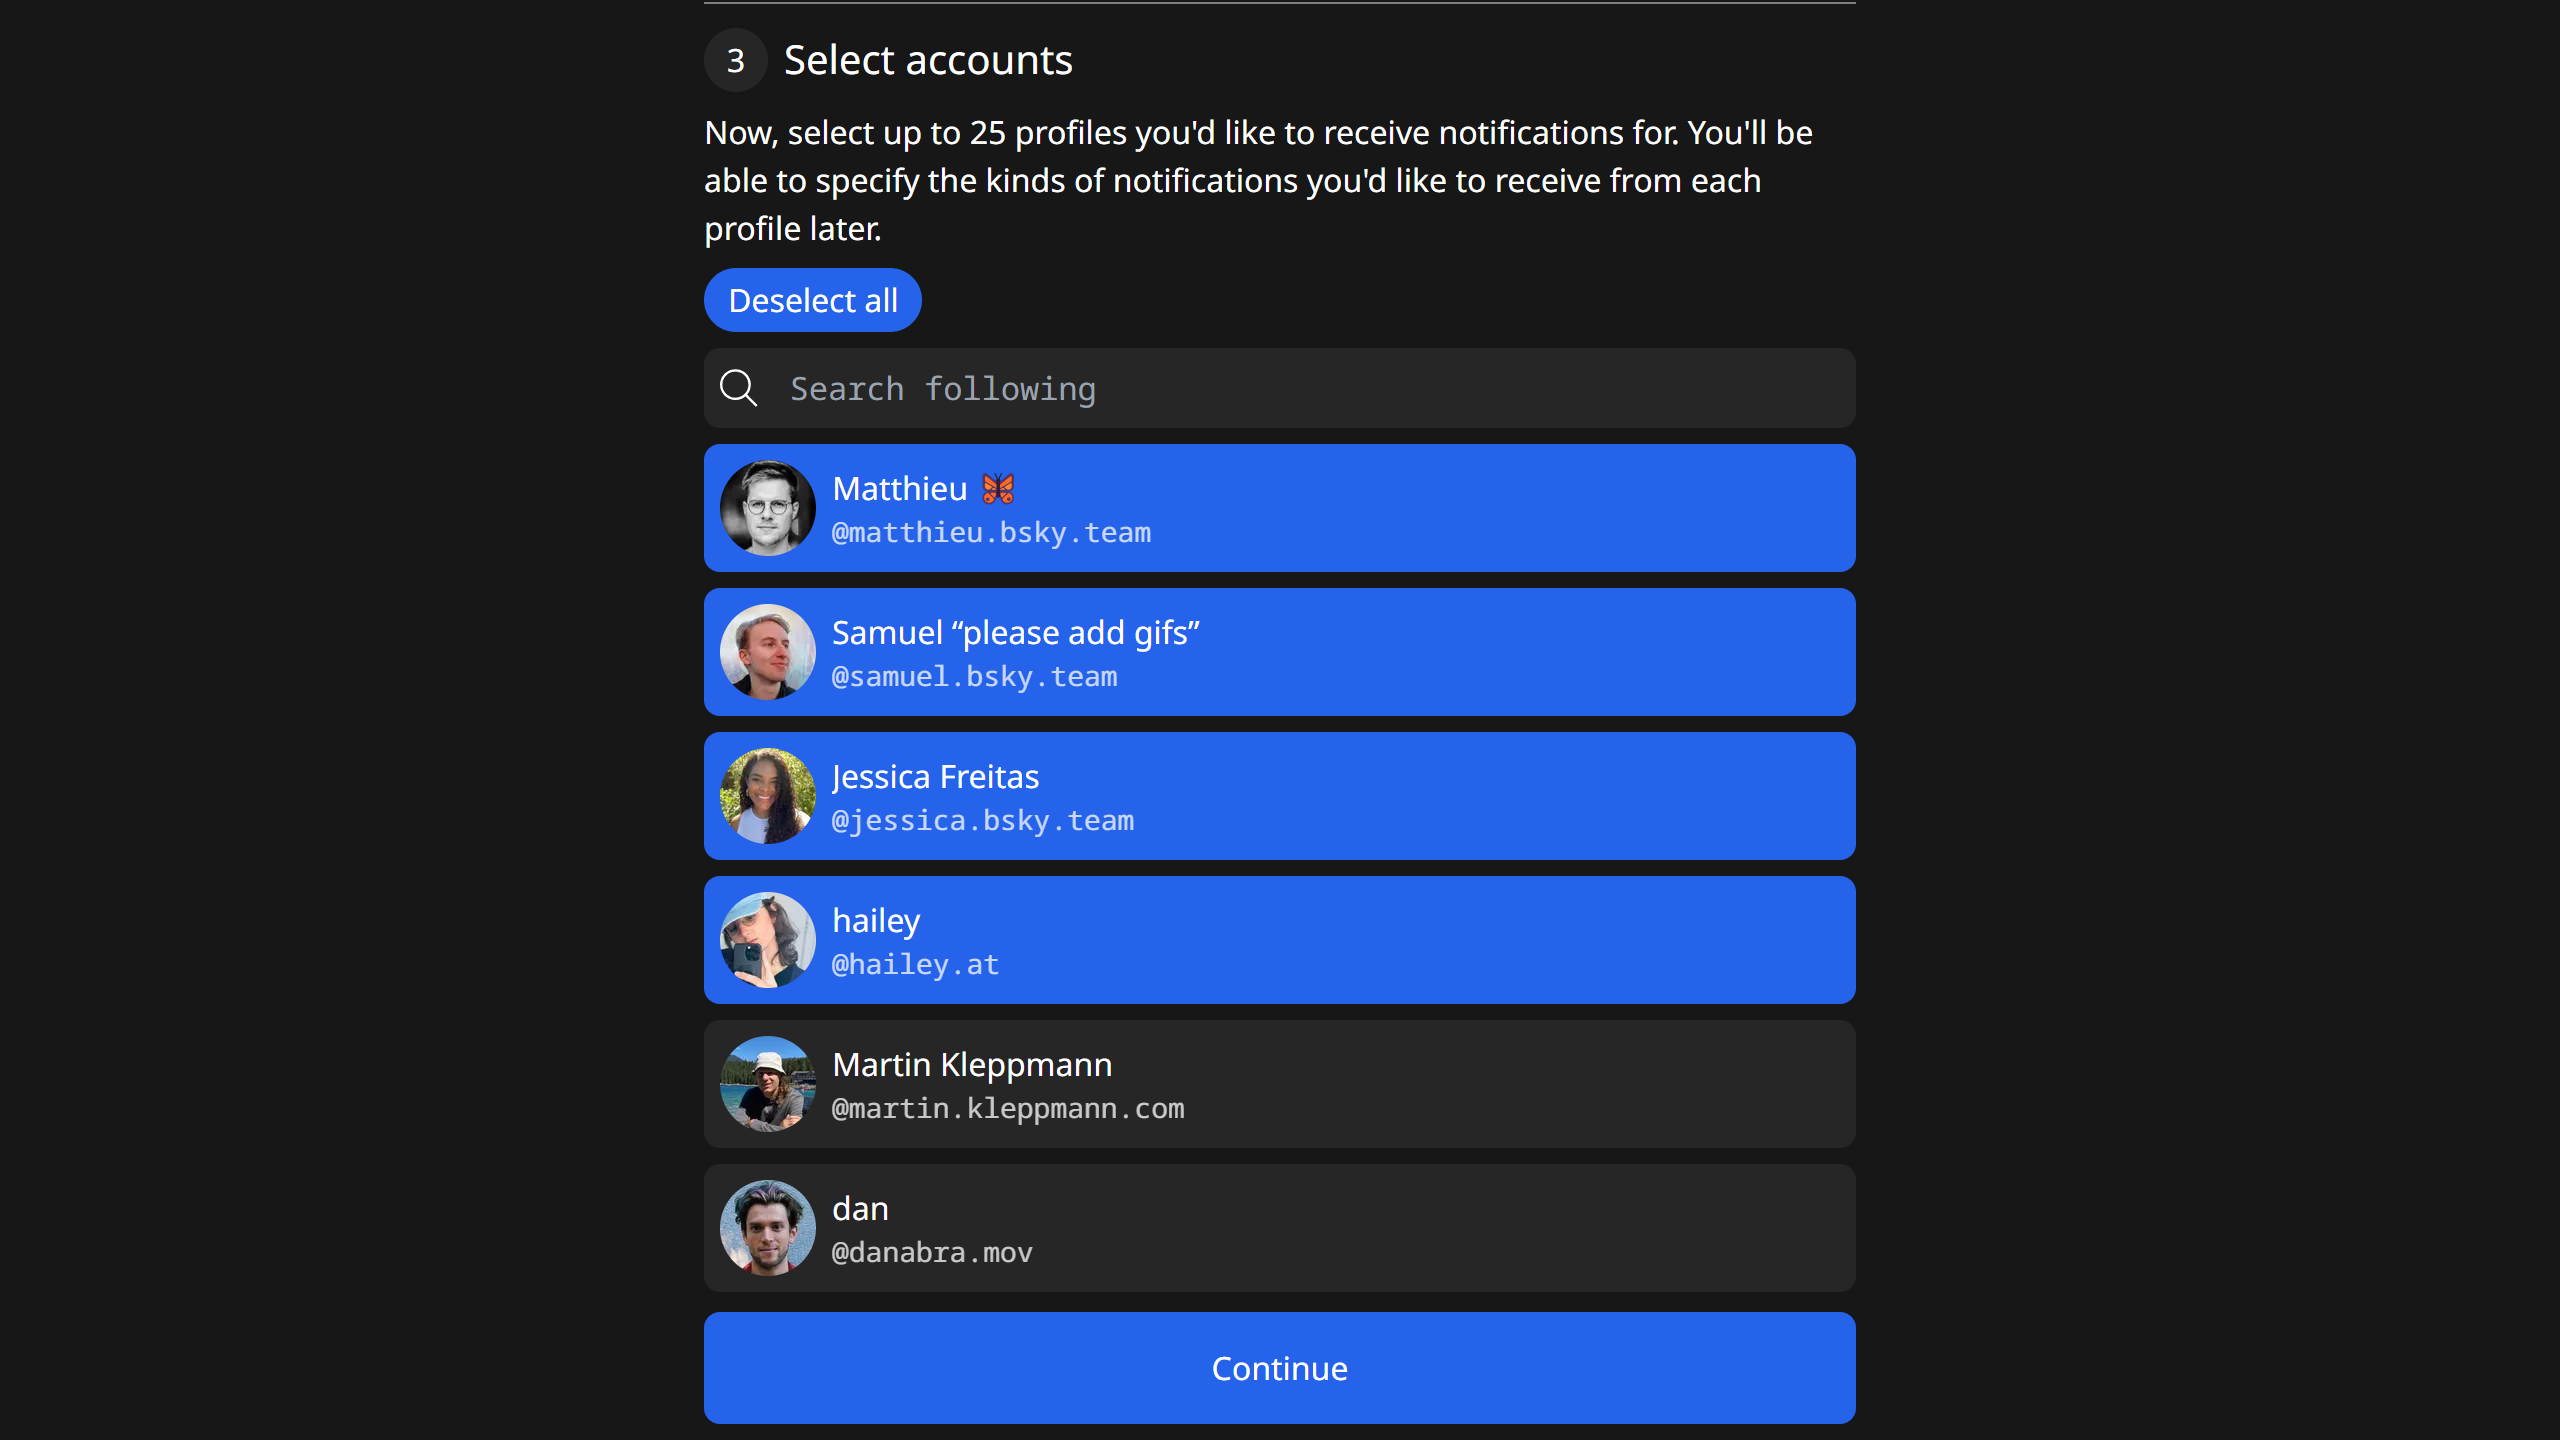 3
Select accounts
Now, select up to 25 profiles you'd like to receive notifications for. You'll be
able to specify the kinds of notifications you'd like to receive from each
profile later.
Deselect all
Search following
Matthieu 🦋
@matthieu.bsky.team
Samuel “please add gifs”
@samuel.bsky.team
Jessica Freitas
@jessica.bsky.team
hailey
@hailey.at
Martin Kleppmann
@martin.kleppmann.com
dan
@danabra.mov
Continue